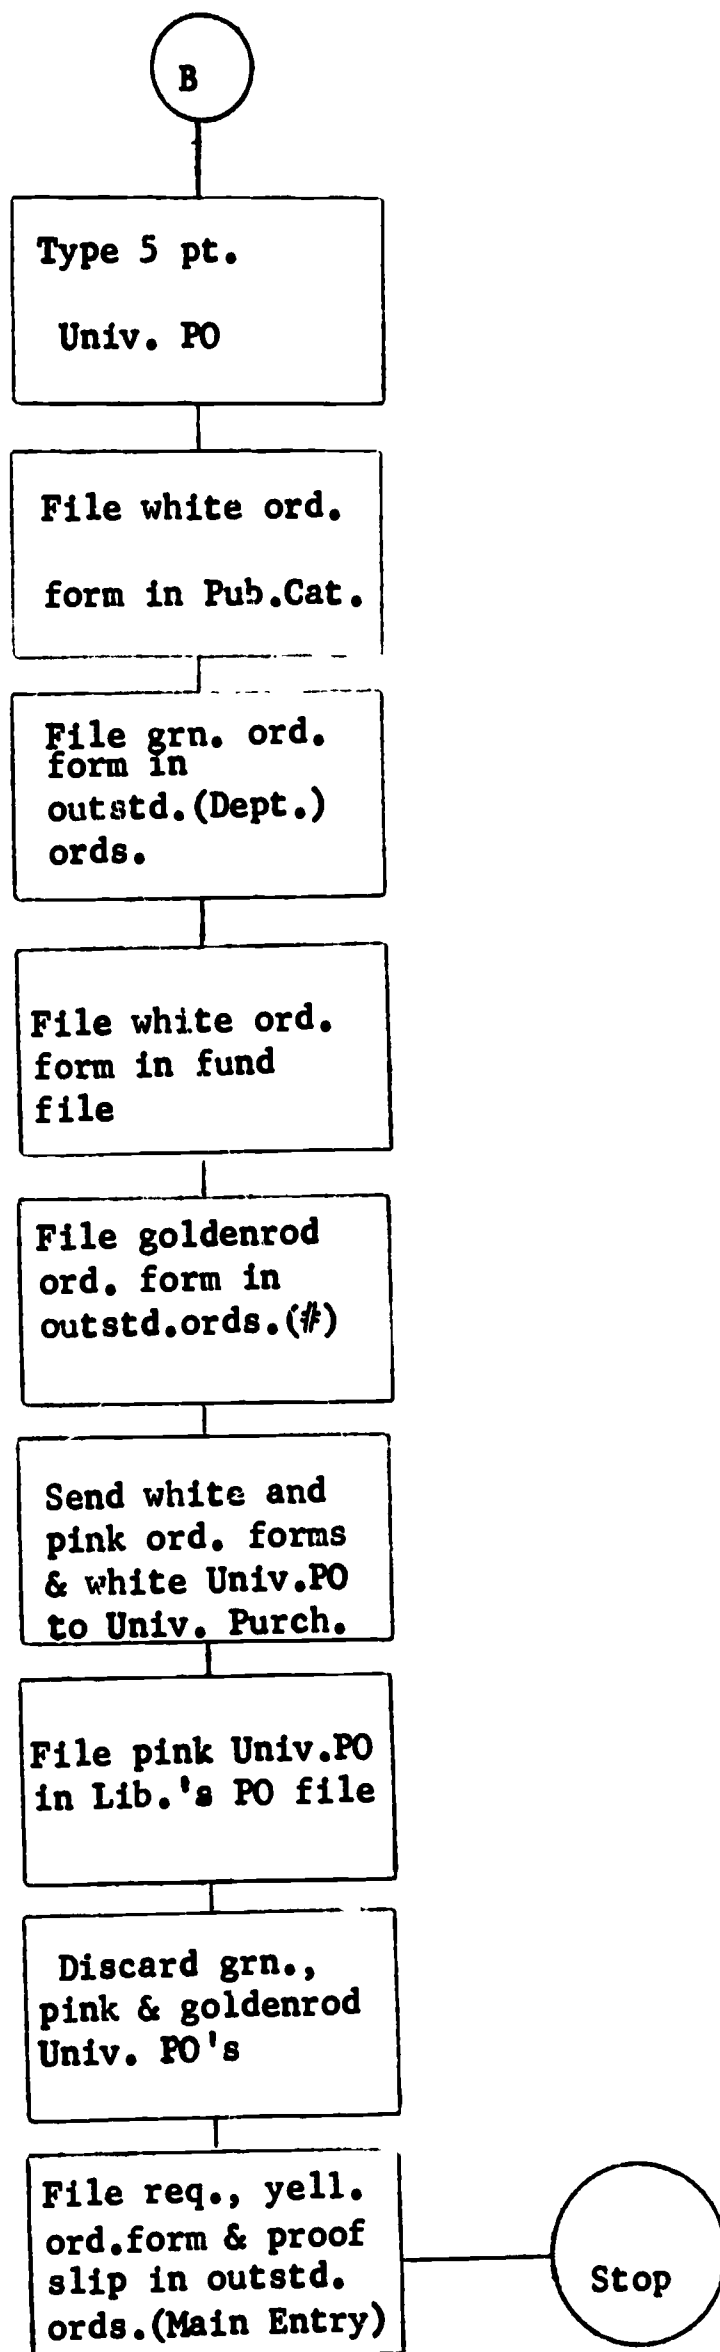 B
Type 5 pt.
Univ. PO
File white ord.
form in Pub.Cat.
File grn. ord.
form in
outstd.(Dept.)
ords.
File white ord.
form in fund
file
File goldenrod
ord. form in
outstd.ords.(#)
Send white and
pink ord. forms
& white Univ.PO
to Univ. Purch.
File pink Univ.PO
in Lib.'s PO file
Discard grn.,
pink & goldenrod
Univ. PO's
File req., yell.
ord.form & proof
slip in outstd.
ords.(Main Entry)
Stop